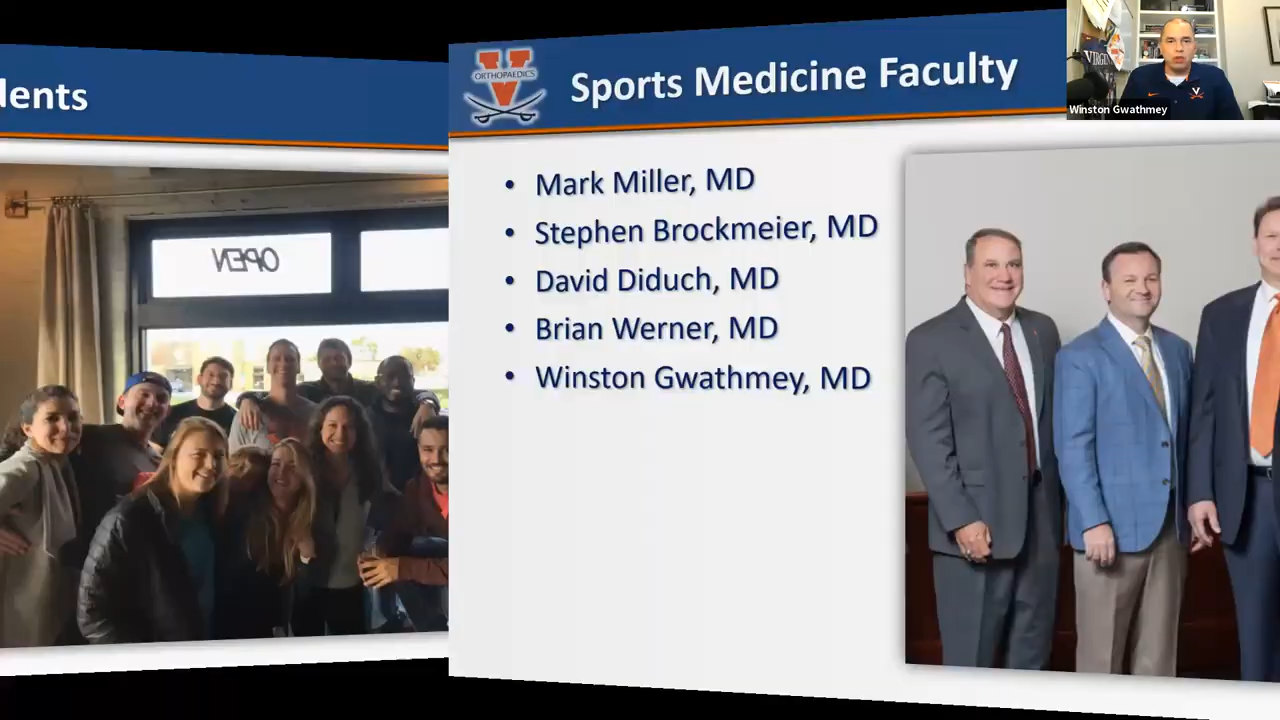 dents
OPEN
ORTHOPAEDICS
Sports Medicine Faculty
• Mark Miller, MD
• Stephen Brockmeier, MD
• David Diduch, MD
• Brian Werner, MD
• Winston Gwathmey, MD
Winston Gwathmey